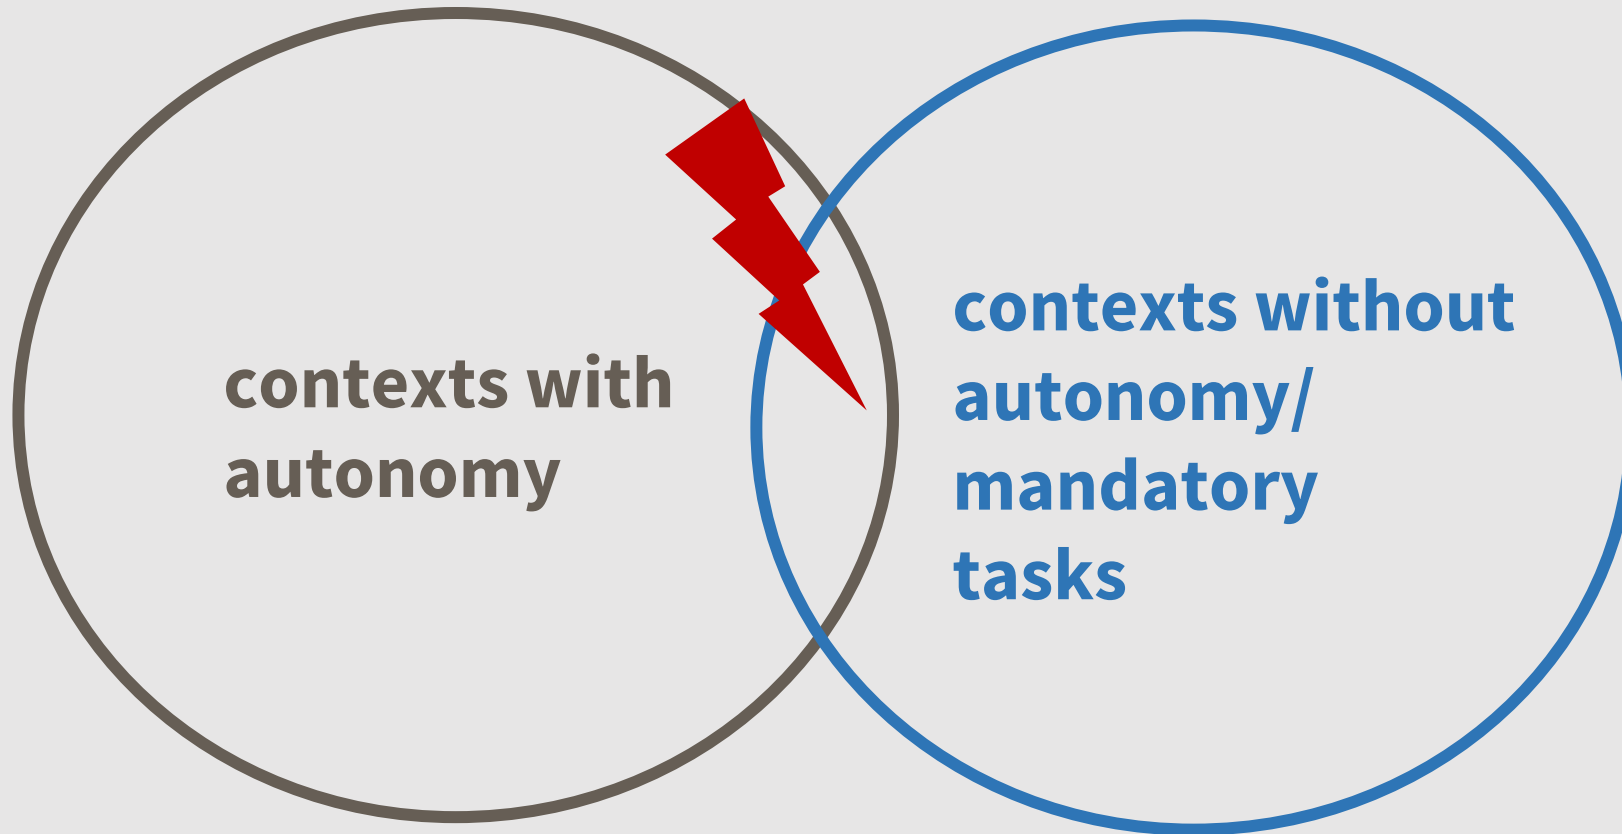 contexts with
autonomy
contexts without
autonomy/
mandatory
tasks